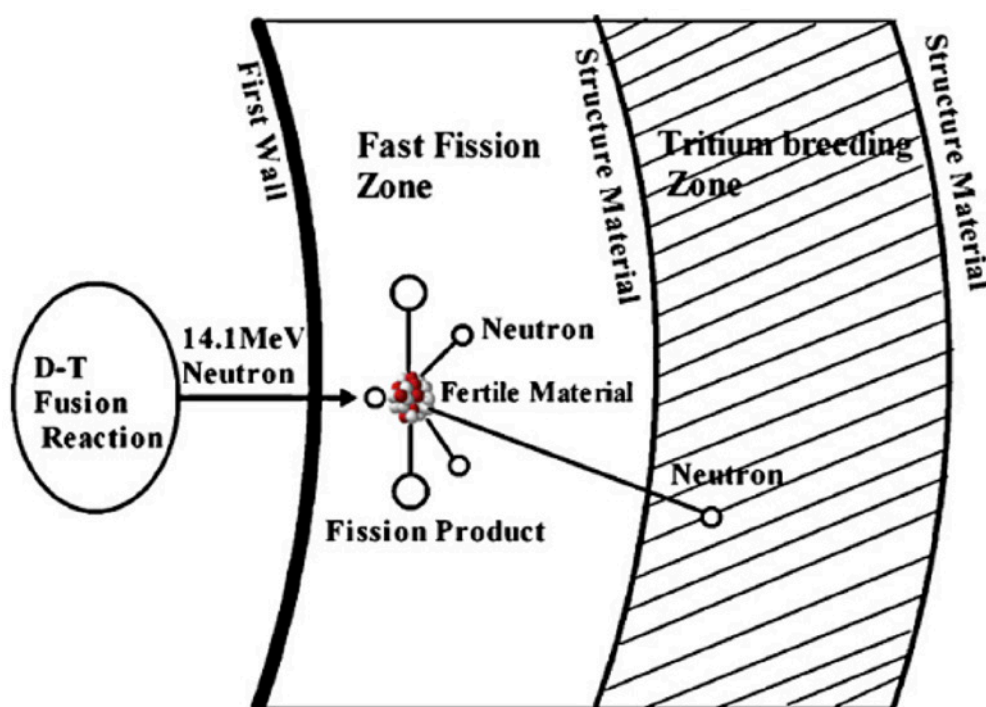 First Wall
Fast Fission
Zone
Structure Material
Tritium breeding
Zone
Structure Material
D-T
Fusion
Reaction
14.1MeV
Neutron
Neutron
Fertile Material
Neutron
Fission Product